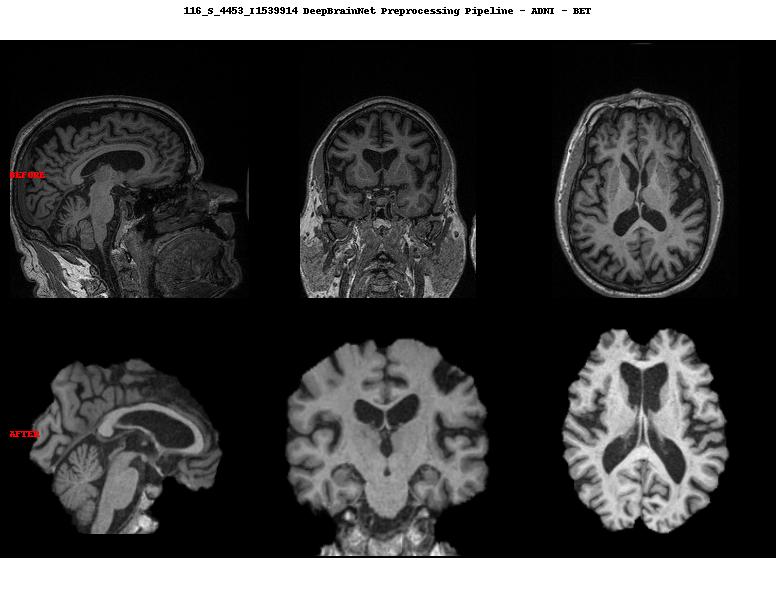 116_S_4453_I1539914 DeepBrainNet Preprocessing Pipeline - ADNI - BET
BEFORE
AFTER